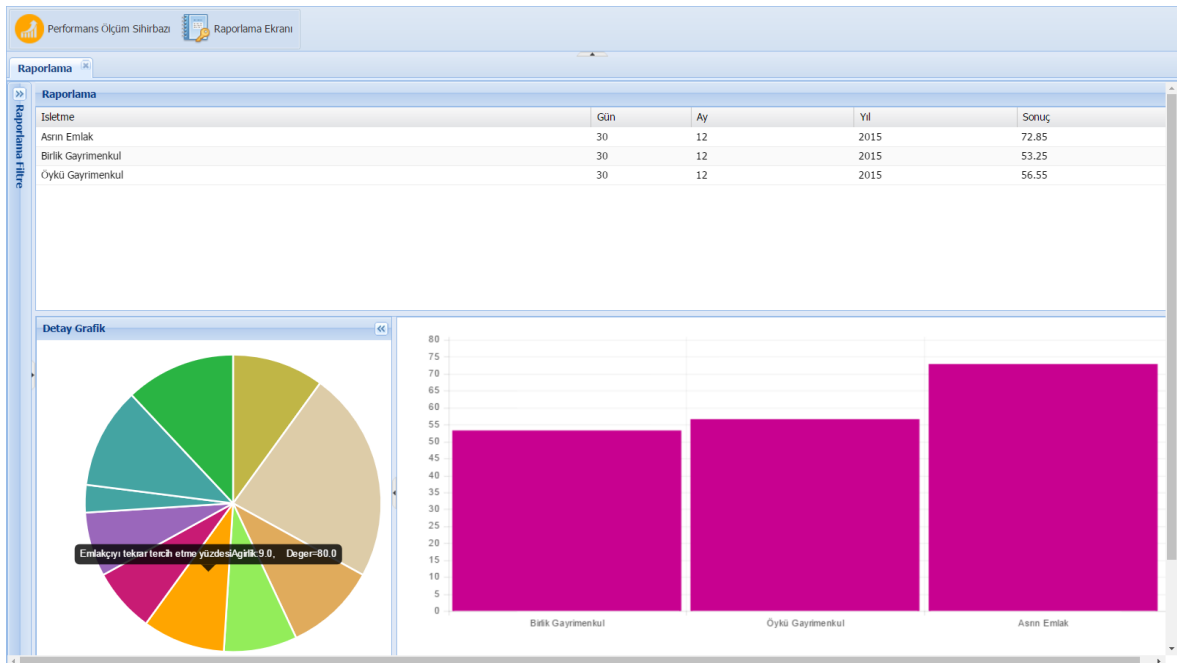 Performans Ölçüm Sihirbazı Raporlama Ekranı
Raporlama
Raporlama Filtre
Raporlama
Isletme Gün Ay Yıl Sonuç
Asrın Emlak 30 12 2015 72.85
Birlik Gayrimenkul 30 12 2015 53.25
Öykü Gayrimenkul 30 12 2015 56.55
Detay Grafik
Emlakçıyı tekrar tercih etme yüzdesiAgirlik:9.0, Deger=80.0
80
75
70
65
60
55
50
45
40
35
30
25
20
15
10
5
0
Birlik Gayrimenkul Öykü Gayrimenkul Asrın Emlak